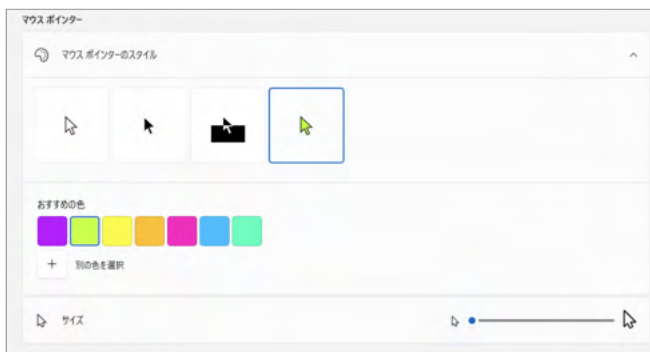 マウス ポインター
マウス ポインターのスタイル
おすすめの色
別の色を選択
サイズ